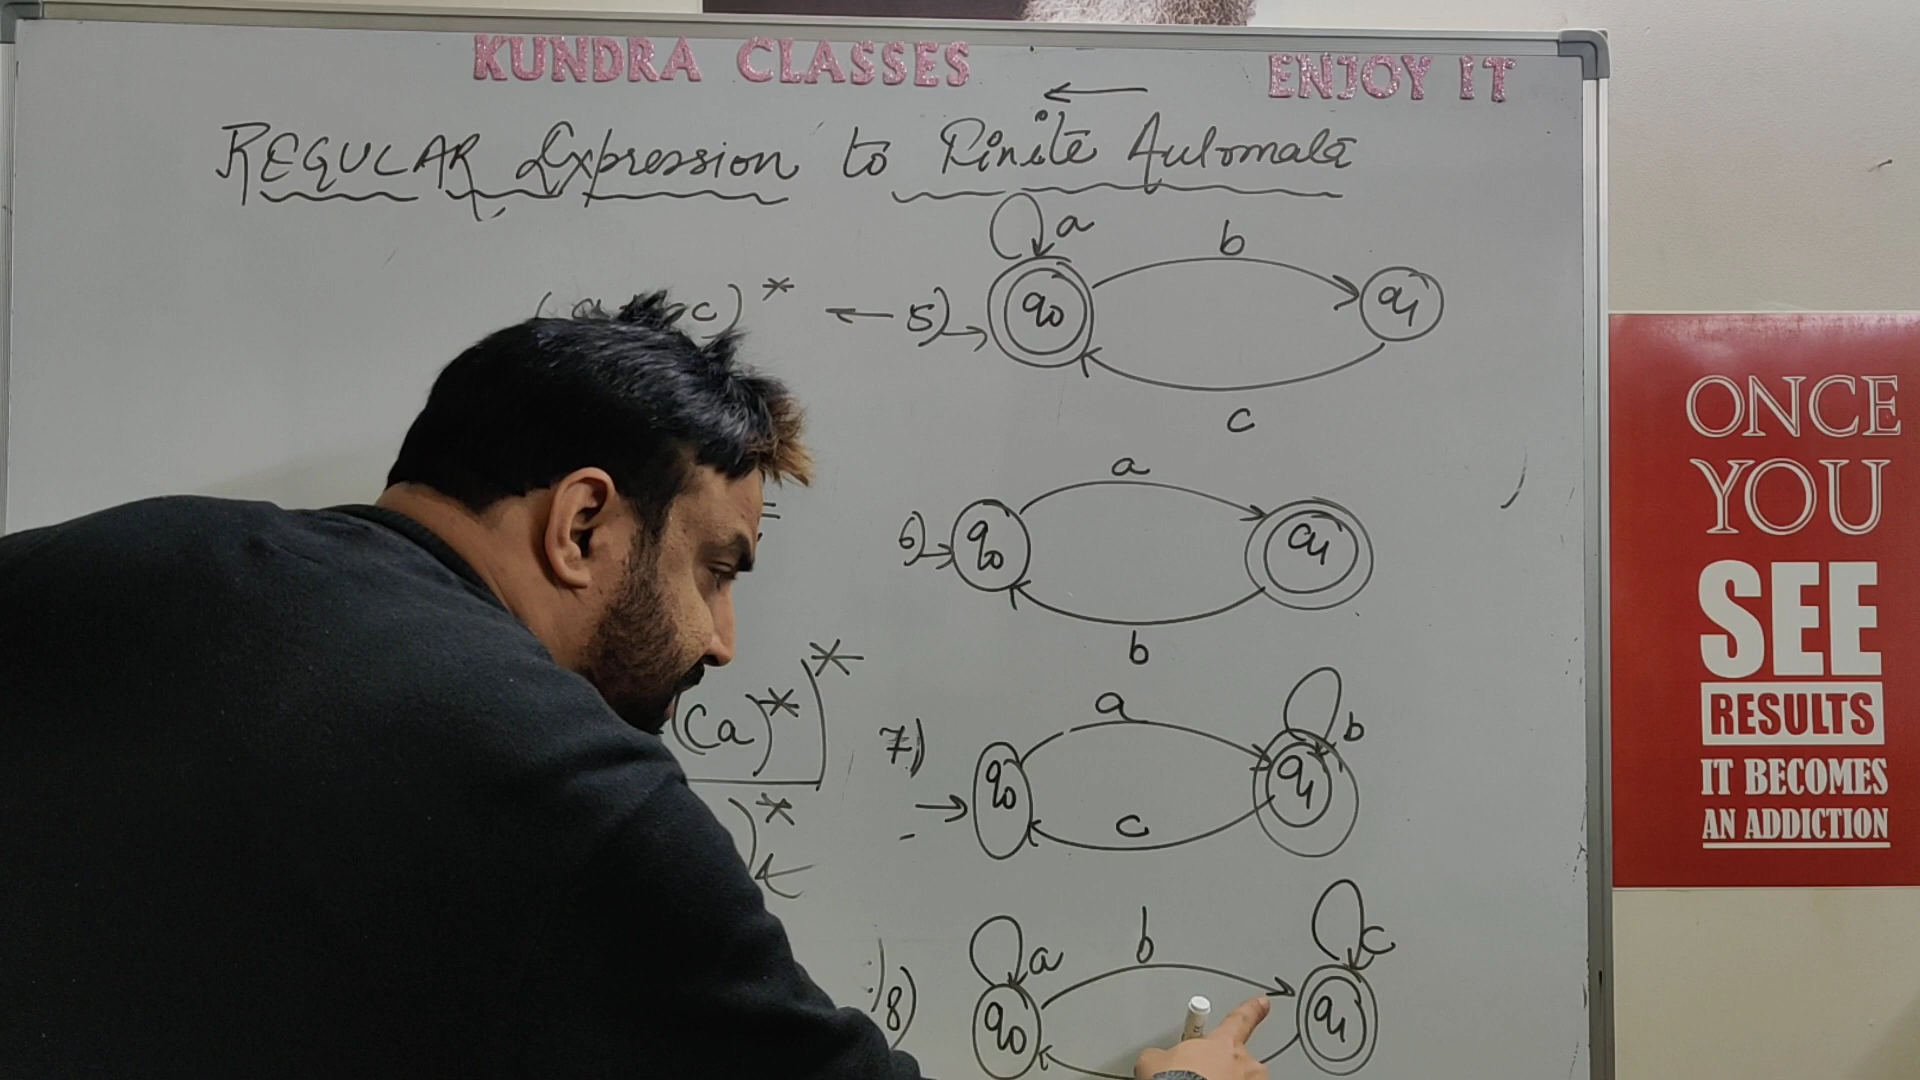 KUNDRA CLASSES ENJOY IT
REGULAR Expression to Finite Automata
a
b
c)* ← 5) → q0 q1
c
a
6) → q0 q1
b
(Ca)* )*
7) a b
→ q0 q1
c
)*
b c
a
8) q0 q1
ONCE
YOU
SEE
RESULTS
IT BECOMES
AN ADDICTION